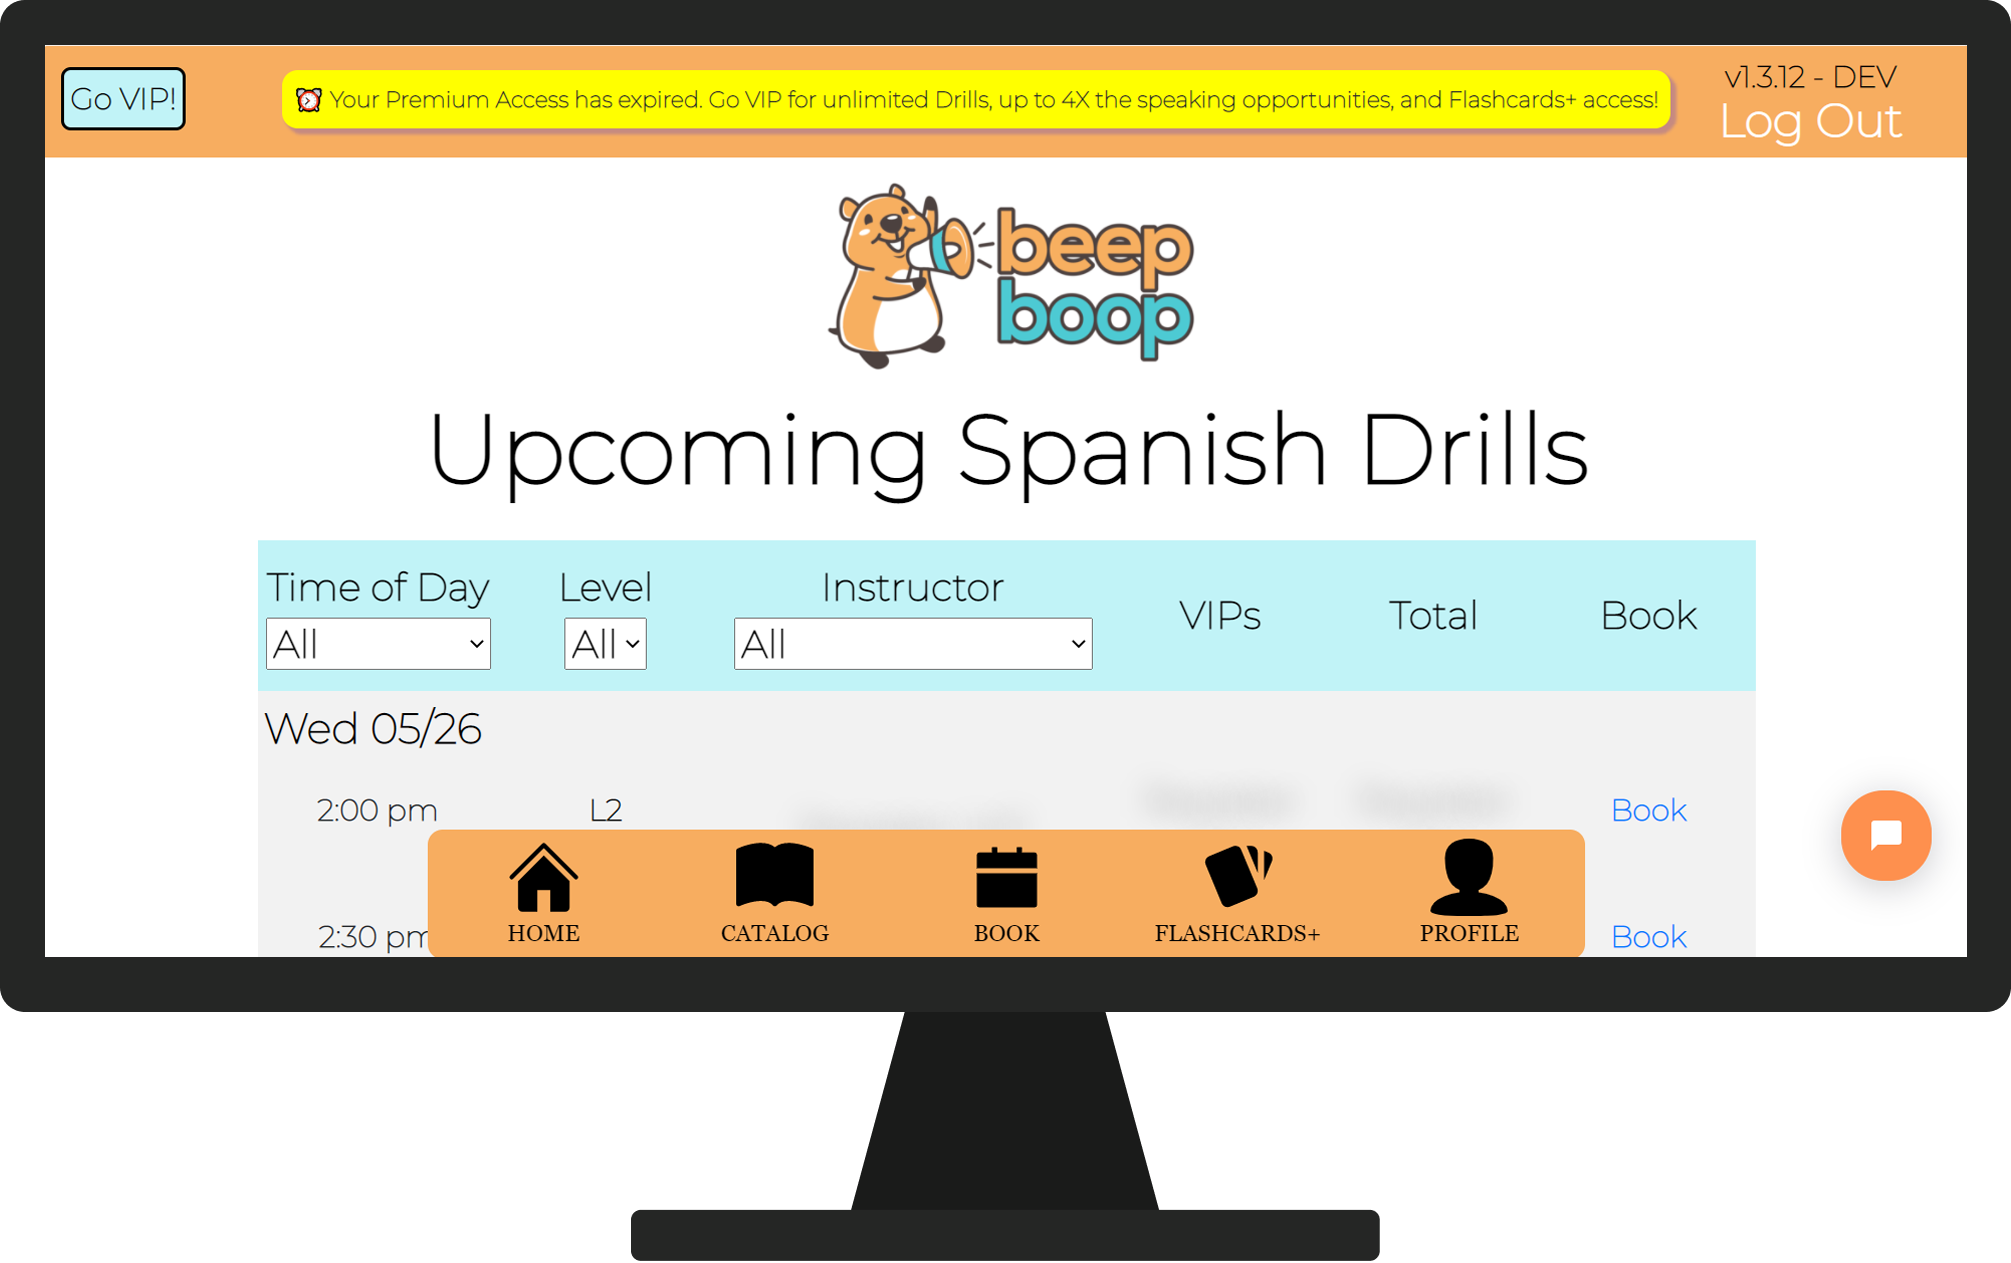 Go VIP!
⏰ Your Premium Access has expired. Go VIP for unlimited Drills, up to 4X the speaking opportunities, and Flashcards+ access!
v1.3.12 - DEV
Log Out
beep
boop
Upcoming Spanish Drills
Time of Day Level Instructor VIPs Total Book
All All All
Wed 05/26
2:00 pm L2 Book
2:30 pm Book
HOME CATALOG BOOK FLASHCARDS+ PROFILE